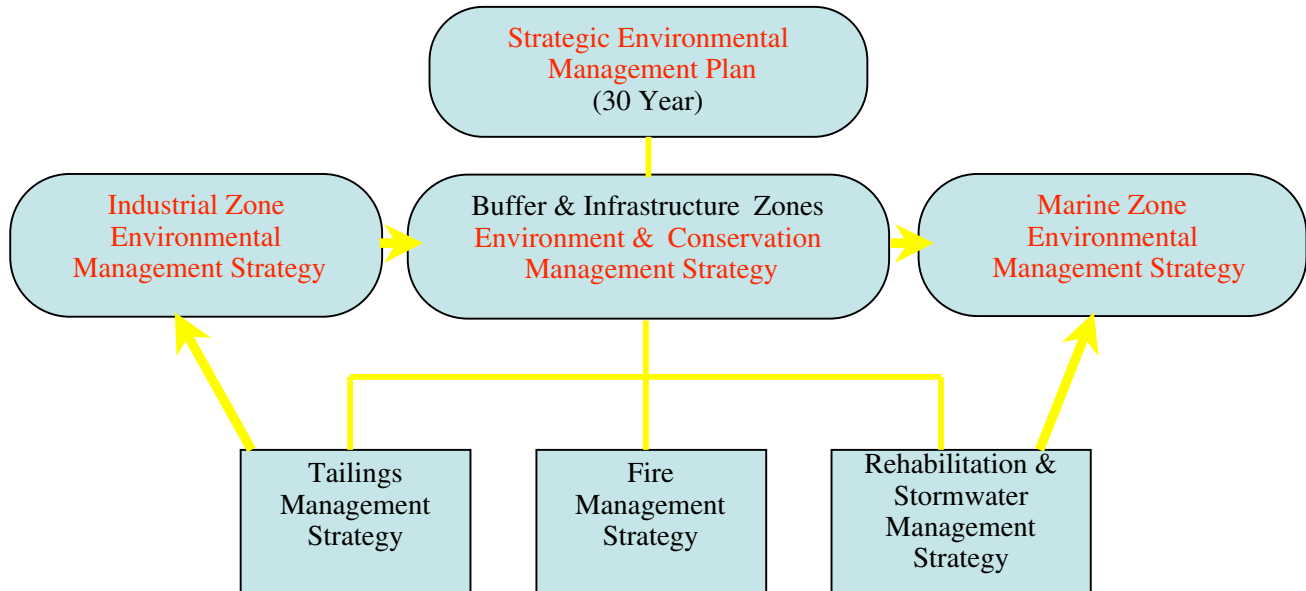 Strategic Environmental
Management Plan
(30 Year)
Industrial Zone
Environmental
Management Strategy
Buffer & Infrastructure Zones
Environment & Conservation
Management Strategy
Marine Zone
Environmental
Management Strategy
Tailings
Management
Strategy
Fire
Management
Strategy
Rehabilitation &
Stormwater
Management
Strategy